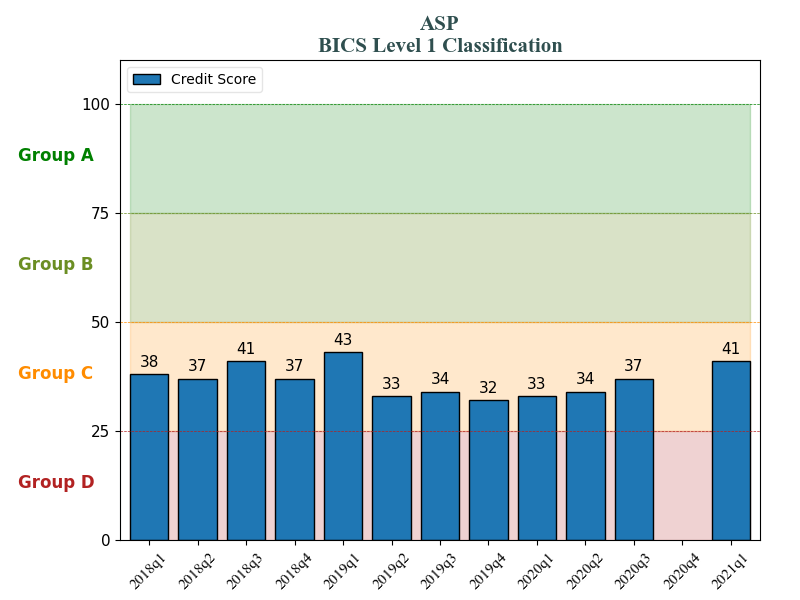 ASP
BICS Level 1 Classification
Credit Score
100
Group A
75
Group B
50
43
41
41
38
37
37
37
Group C
33
34
32
33
34
25
Group D
0
2018q1
2018q2
2018q3
2018q4
2019q1
2019q2
2019q3
2019q4
2020q1
2020q2
2020q3
2020q4
2021q1